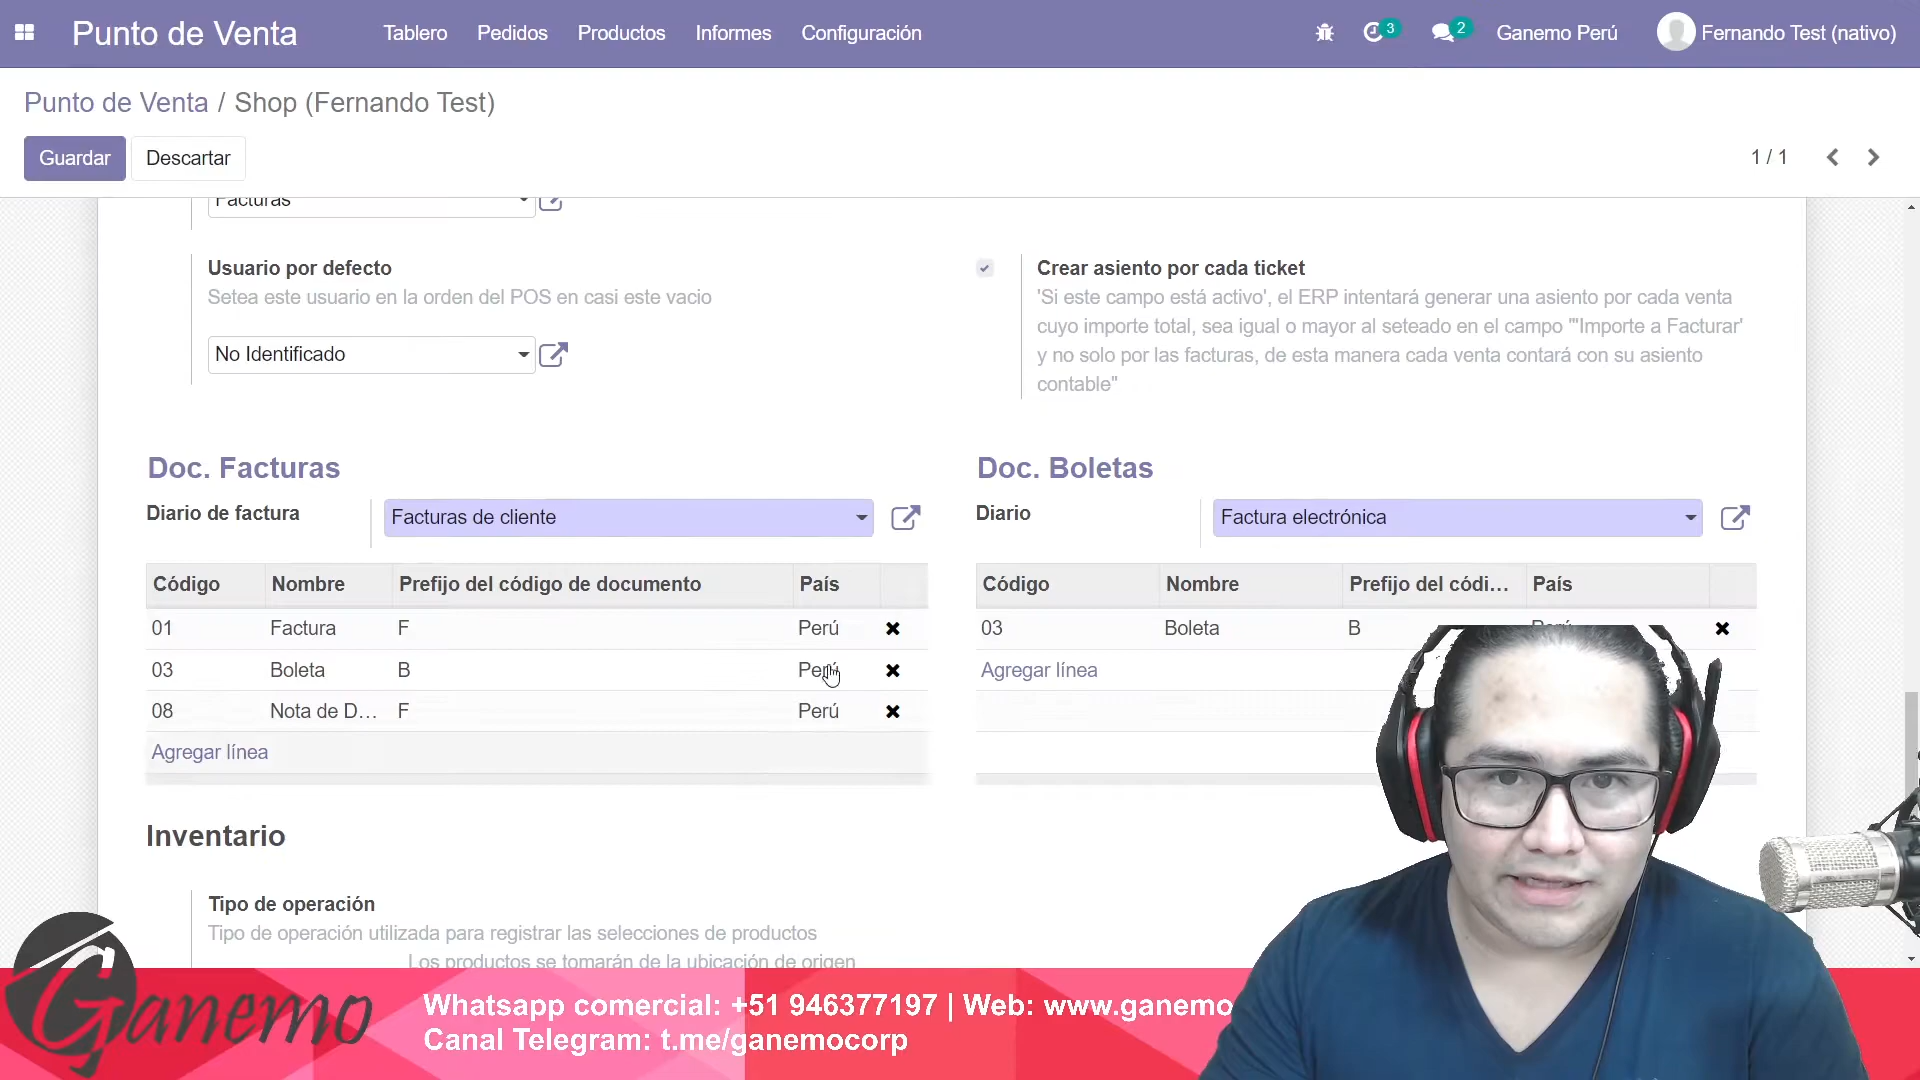 Punto de Venta Tablero Pedidos Productos Informes Configuración 3 2 Ganemo Perú Fernando Test (nativo)
Punto de Venta / Shop (Fernando Test)
Guardar Descartar 1 / 1
Facturas
Usuario por defecto
Setea este usuario en la orden del POS en casi este vacio
No Identificado
Crear asiento por cada ticket
'Si este campo está activo', el ERP intentará generar una asiento por cada venta
cuyo importe total, sea igual o mayor al seteado en el campo "'Importe a Facturar'
y no solo por las facturas, de esta manera cada venta contará con su asiento
contable"
Doc. Facturas
Diario de factura Facturas de cliente
Código Nombre Prefijo del código de documento País
01 Factura F Perú
03 Boleta B Perú
08 Nota de D... F Perú
Agregar línea
Doc. Boletas
Diario Factura electrónica
Código Nombre Prefijo del códi... País
03 Boleta B Perú
Agregar línea
Inventario
Tipo de operación
Tipo de operación utilizada para registrar las selecciones de productos
Los productos se tomarán de la ubicación de origen
Ganemo
Whatsapp comercial: +51 946377197 | Web: www.ganemo
Canal Telegram: t.me/ganemocorp